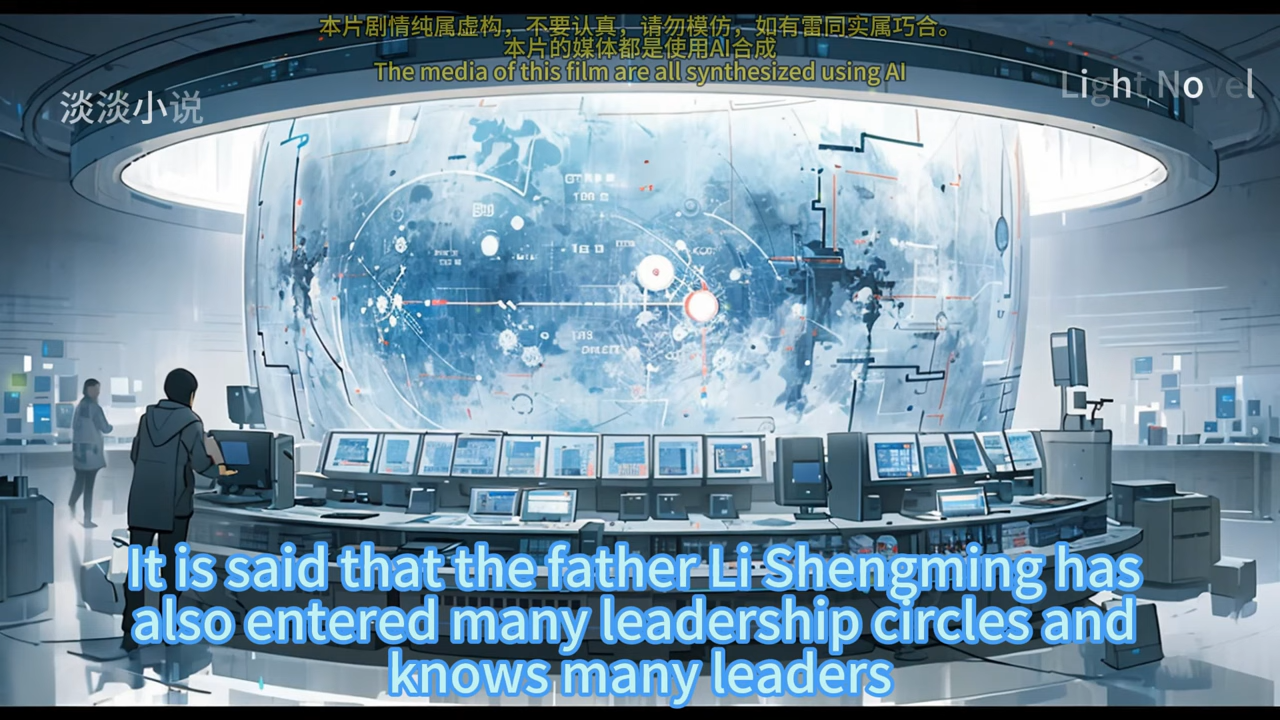 本片剧情纯属虚构，不要认真，请勿模仿，如有雷同实属巧合。
本片的媒体都是使用AI合成
The media of this film are all synthesized using AI
淡淡小说
Light Novel
It is said that the father Li Shengming has
also entered many leadership circles and
knows many leaders